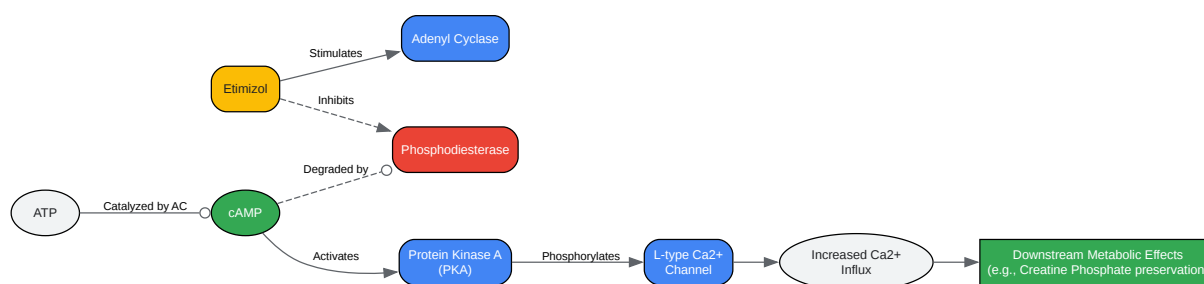 Adenyl Cyclase
Stimulates
Etimizol
Inhibits
Phosphodiesterase
Degraded by
ATP
Catalyzed by AC
cAMP
Activates
Protein Kinase A
(PKA)
Phosphorylates
L-type Ca2+
Channel
Increased Ca2+
Influx
Downstream Metabolic Effects
(e.g., Creatine Phosphate preservation